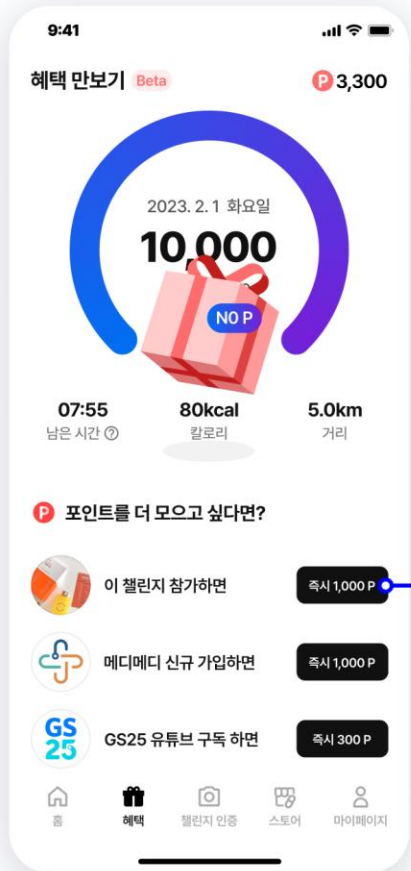 9:41
혜택 만보기 Beta
P 3,300
2023. 2. 1 화요일
10,000
N0 P
07:55 80kcal 5.0km
남은 시간 ? 칼로리 거리
P 포인트를 더 모으고 싶다면?
이 챌린지 참가하면 즉시 1,000 P
메디메디 신규 가입하면 즉시 1,000 P
GS25 GS25 유튜브 구독 하면 즉시 300 P
홈 혜택 챌린지 인증 스토어 마이페이지